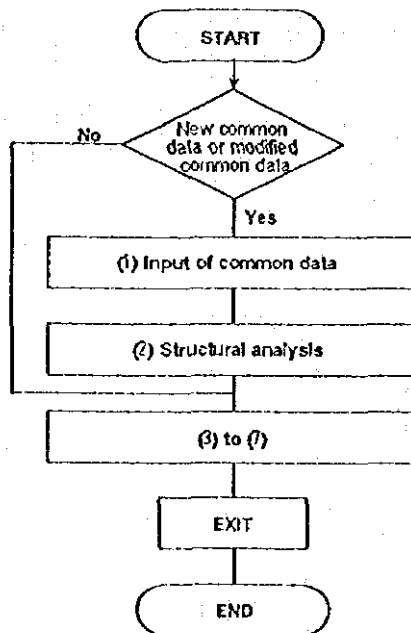 START
No
New common
data or modified
common data
Yes
(1) Input of common data
(2) Structural analysis
(3) to (7)
EXIT
END